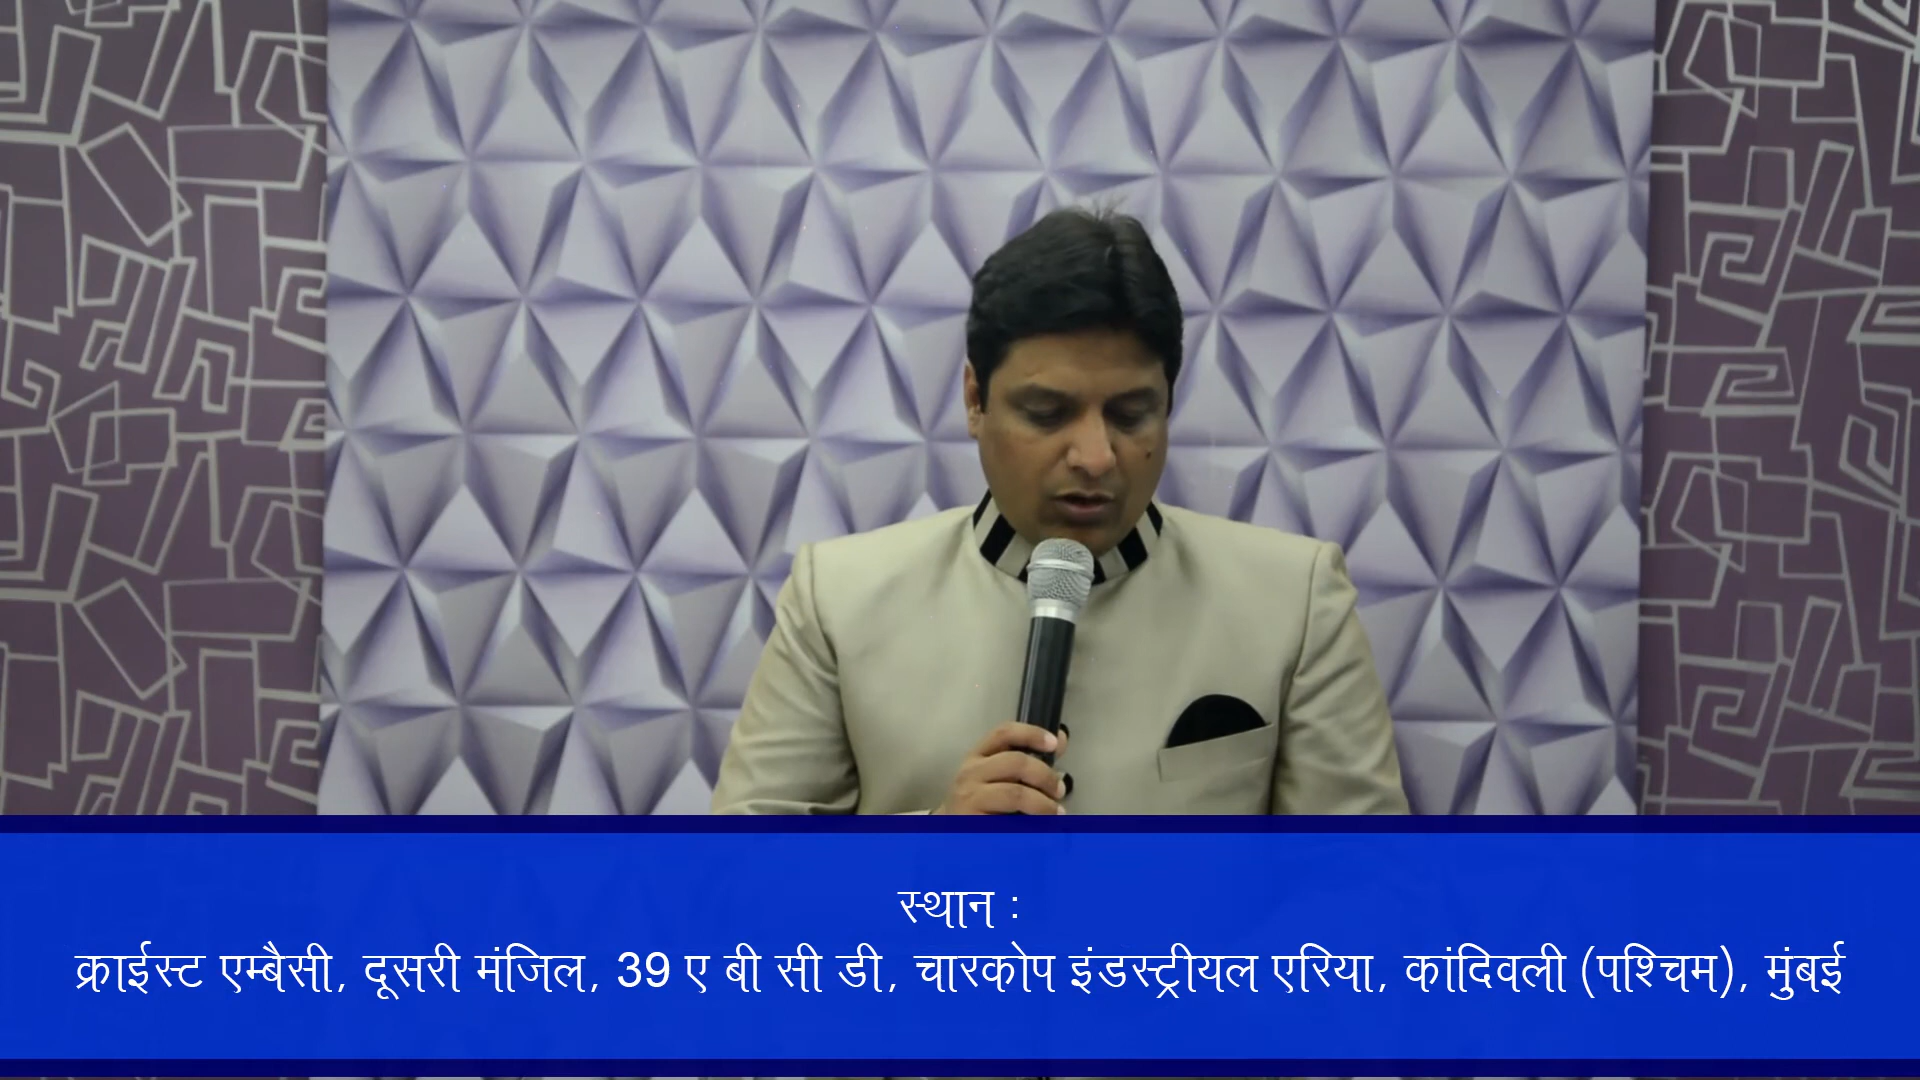 स्थान :
क्राईस्ट एम्बैसी, दूसरी मंजिल, 39 ए बी सी डी, चारकोप इंडस्ट्रीयल एरिया, कांदिवली (पश्चिम), मुंबई